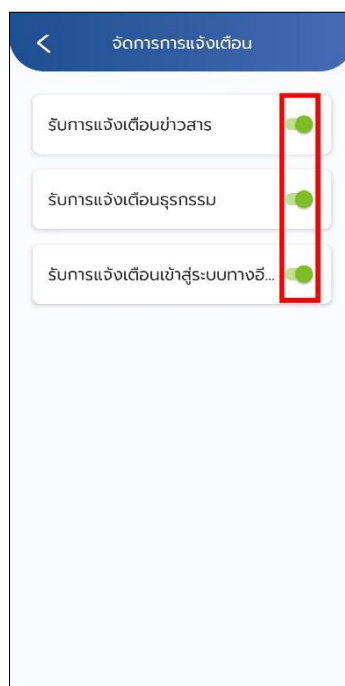 จัดการการแจ้งเตือน
รับการแจ้งเตือนข่าวสาร
รับการแจ้งเตือนธุรกรรม
รับการแจ้งเตือนเข้าสู่ระบบทางอี...